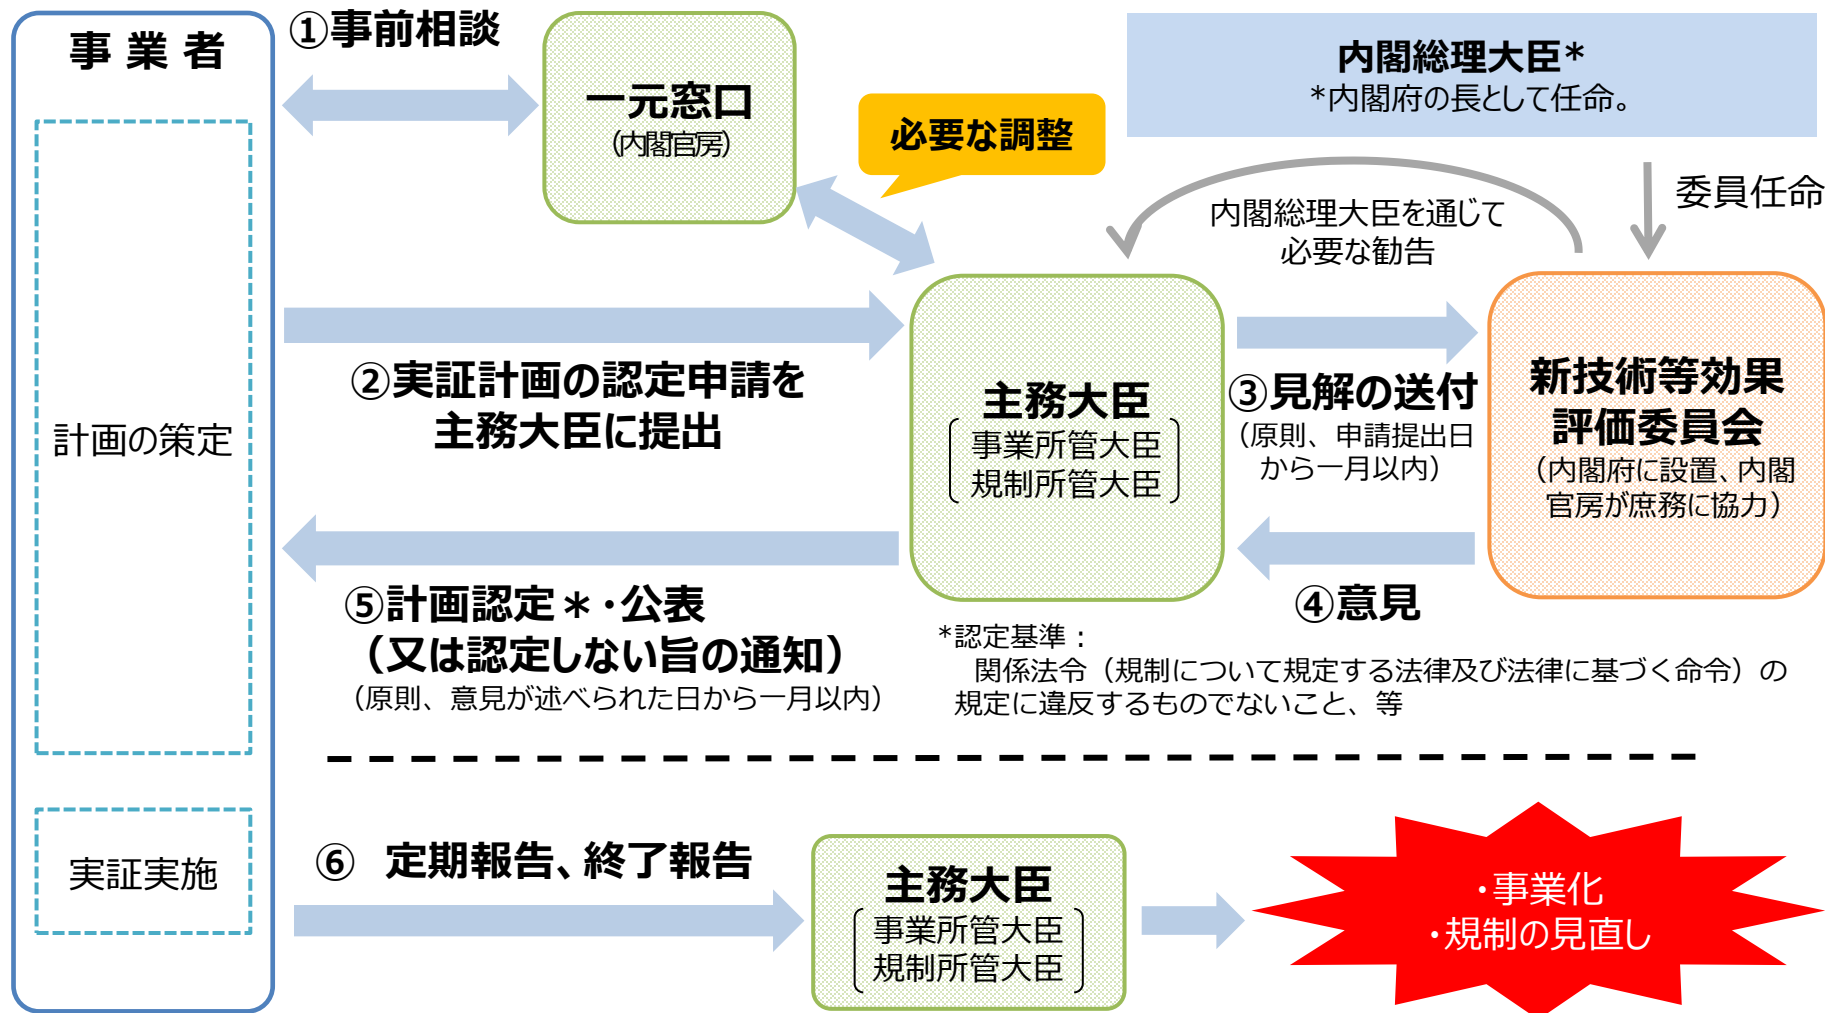 事業者
計画の策定
実証実施
①事前相談
一元窓口
（内閣官房）
必要な調整
内閣総理大臣*
*内閣府の長として任命。
委員任命
内閣総理大臣を通じて
必要な勧告
②実証計画の認定申請を
主務大臣に提出
主務大臣
事業所管大臣
規制所管大臣
③見解の送付
（原則、申請提出日
から一月以内）
新技術等効果
評価委員会
（内閣府に設置、内閣
官房が庶務に協力）
④意見
⑤計画認定＊・公表
（又は認定しない旨の通知）
（原則、意見が述べられた日から一月以内）
*認定基準：
関係法令（規制について規定する法律及び法律に基づく命令）の
規定に違反するものでないこと、等
⑥　定期報告、終了報告
主務大臣
事業所管大臣
規制所管大臣
・事業化
・規制の見直し